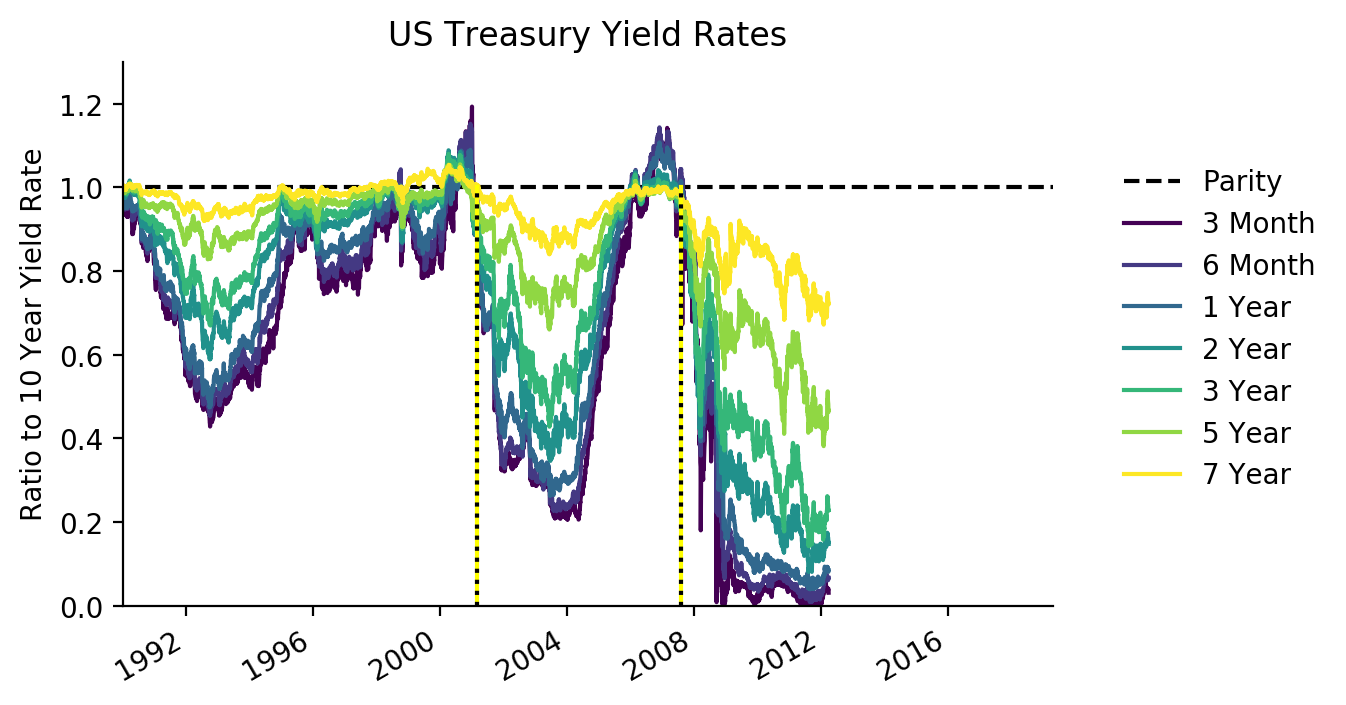 US Treasury Yield Rates
Ratio to 10 Year Yield Rate
1.2
1.0
0.8
0.6
0.4
0.2
0.0
1992
1996
2000
2004
2008
2012
2016
Parity
3 Month
6 Month
1 Year
2 Year
3 Year
5 Year
7 Year